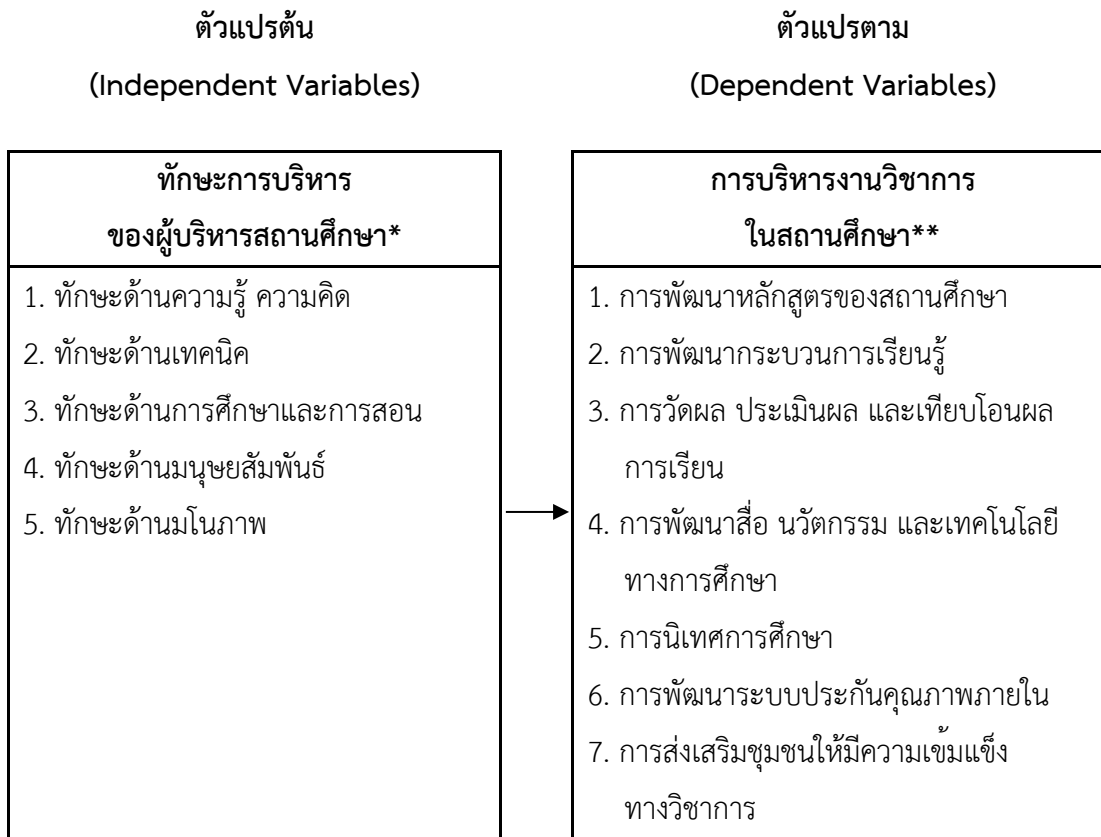 ตัวแปรต้น
(Independent Variables)
ทักษะการบริหาร
ของผู้บริหารสถานศึกษา*
1. ทักษะด้านความรู้ ความคิด
2. ทักษะด้านเทคนิค
3. ทักษะด้านการศึกษาและการสอน
4. ทักษะด้านมนุษยสัมพันธ์
5. ทักษะด้านมโนภาพ
ตัวแปรตาม
(Dependent Variables)
การบริหารงานวิชาการ
ในสถานศึกษา**
1. การพัฒนาหลักสูตรของสถานศึกษา
2. การพัฒนากระบวนการเรียนรู้
3. การวัดผล ประเมินผล และเทียบโอนผล
การเรียน
4. การพัฒนาสื่อ นวัตกรรม และเทคโนโลยี
ทางการศึกษา
5. การนิเทศการศึกษา
6. การพัฒนาระบบประกันคุณภาพภายใน
7. การส่งเสริมชุมชนให้มีความเข้มแข็ง
ทางวิชาการ